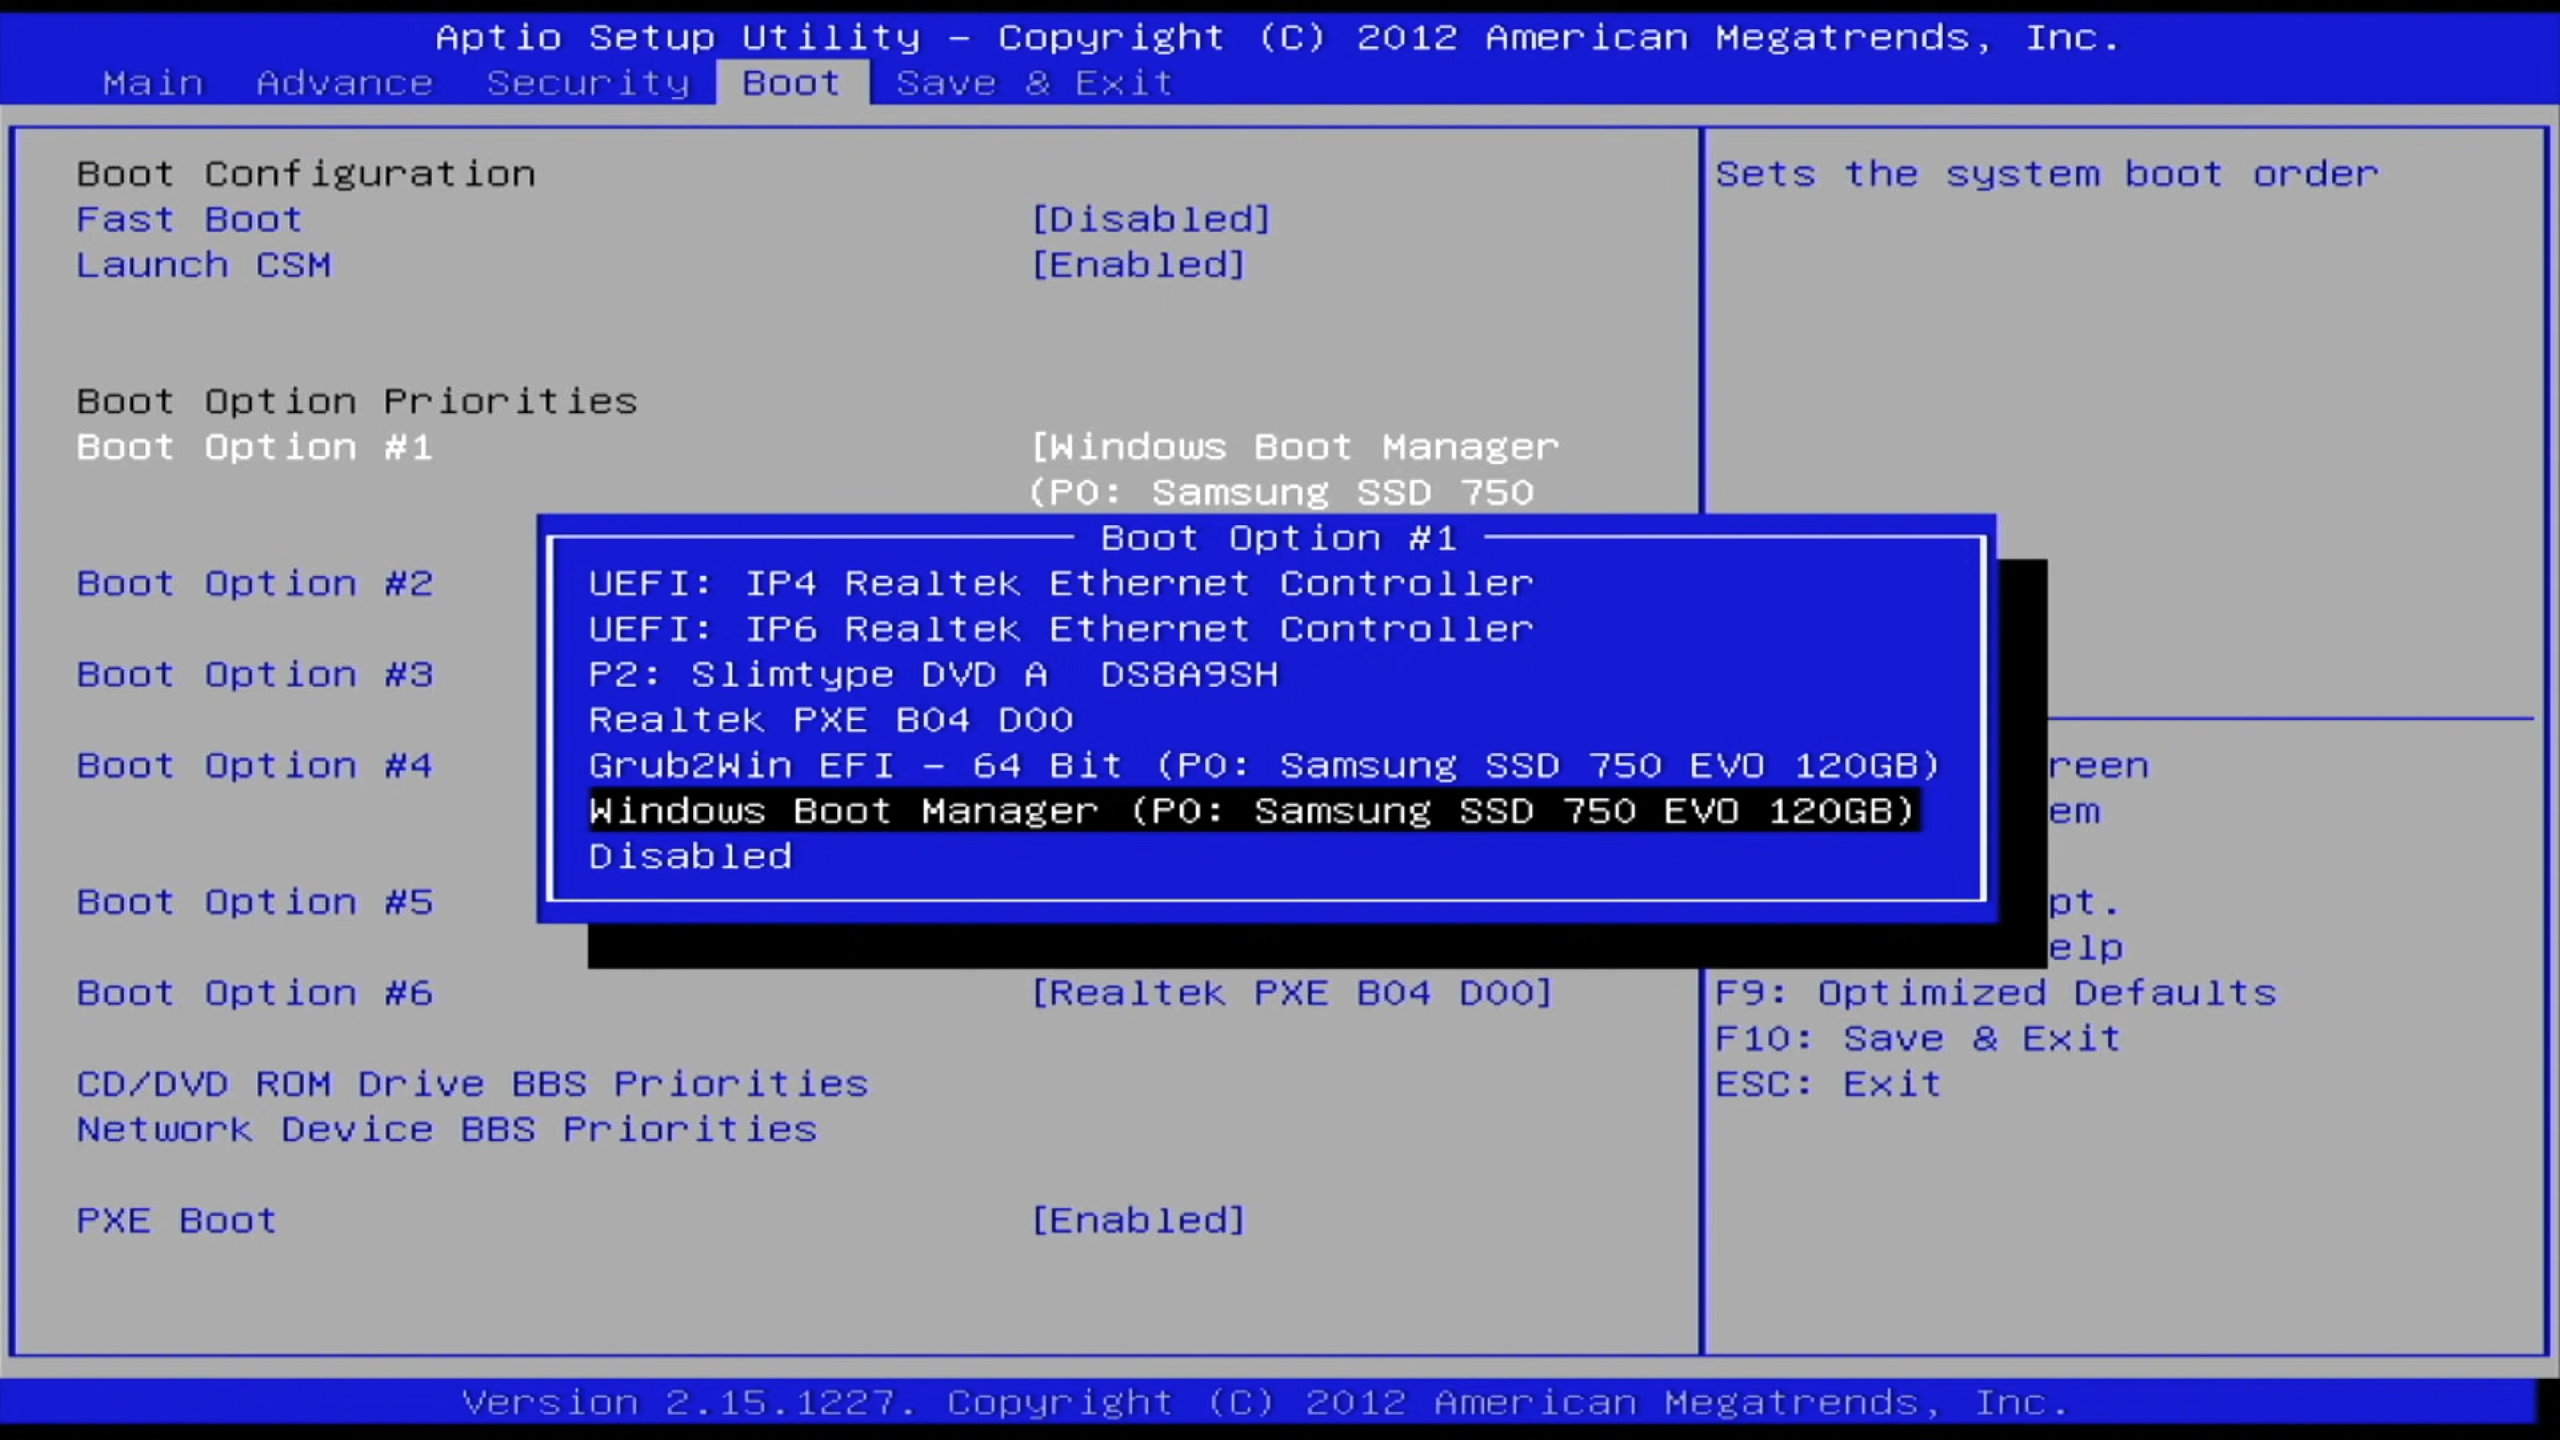 Aptio Setup Utility – Copyright (C) 2012 American Megatrends, Inc.
Main Advance Security Boot Save & Exit
Boot Configuration
Fast Boot [Disabled]
Launch CSM [Enabled]
Boot Option Priorities
Boot Option #1 [Windows Boot Manager
(P0: Samsung SSD 750
Boot Option #2
Boot Option #3
Boot Option #4
Boot Option #5
Boot Option #6 [Realtek PXE B04 D00]
CD/DVD ROM Drive BBS Priorities
Network Device BBS Priorities
PXE Boot [Enabled]
Boot Option #1
UEFI: IP4 Realtek Ethernet Controller
UEFI: IP6 Realtek Ethernet Controller
P2: Slimtype DVD A DS8A9SH
Realtek PXE B04 D00
Grub2Win EFI – 64 Bit (P0: Samsung SSD 750 EVO 120GB)
Windows Boot Manager (P0: Samsung SSD 750 EVO 120GB)
Disabled
Sets the system boot order
reen
em
pt.
elp
F9: Optimized Defaults
F10: Save & Exit
ESC: Exit
Version 2.15.1227. Copyright (C) 2012 American Megatrends, Inc.